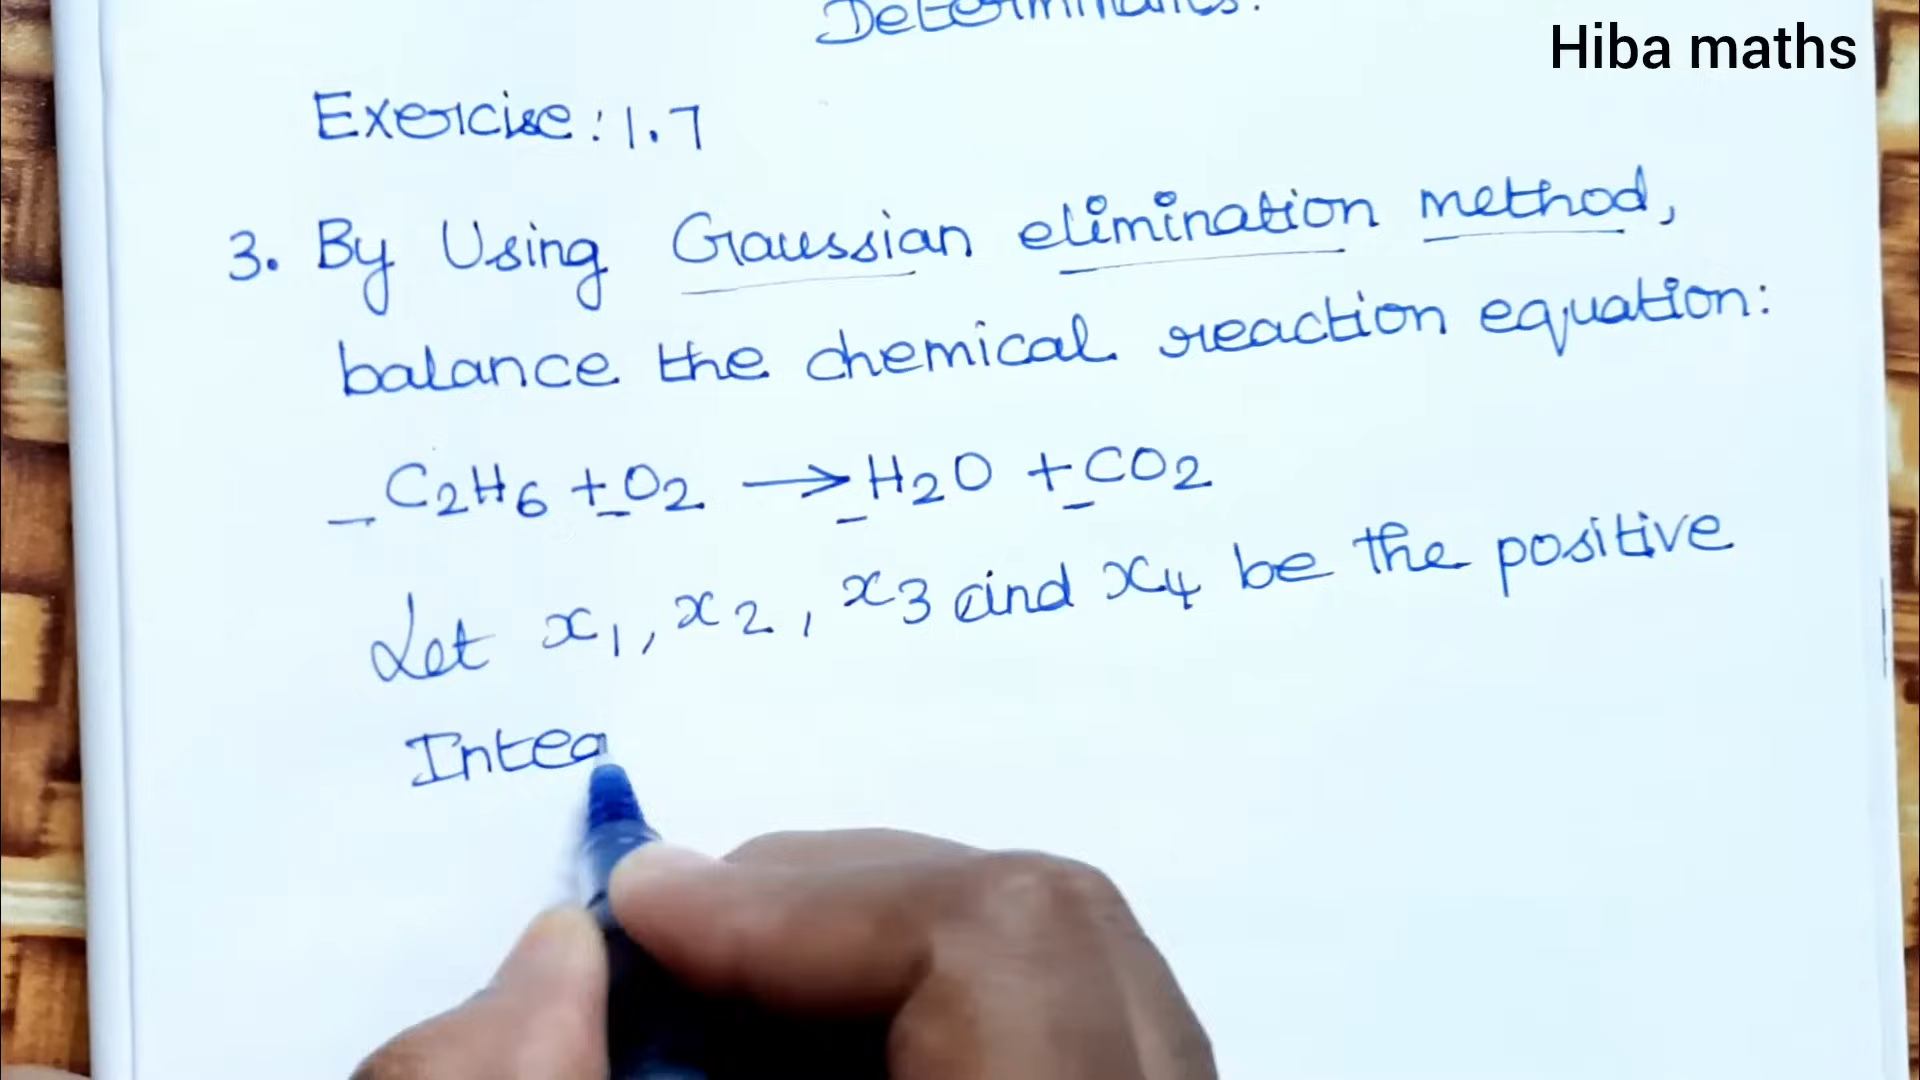 Determinants.
Hiba maths
Exercise: 1.7
3. By Using Gaussian elimination method,
balance the chemical reaction equation:
_C2H6 + _O2 → _H2O + _CO2
Let x1, x2, x3 and x4 be the positive
Integ